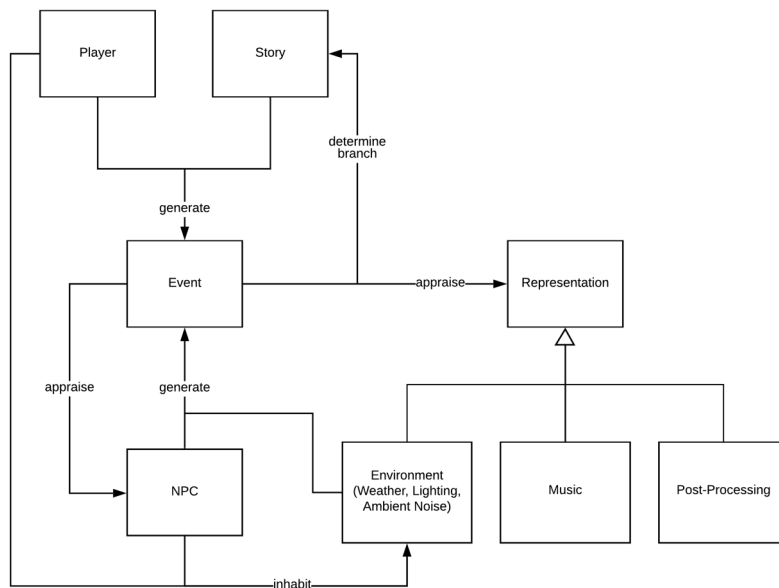 Player
Story
determine
branch
generate
Event
appraise
Representation
appraise
generate
NPC
Environment
(Weather, Lighting,
Ambient Noise)
Music
Post-Processing
inhabit